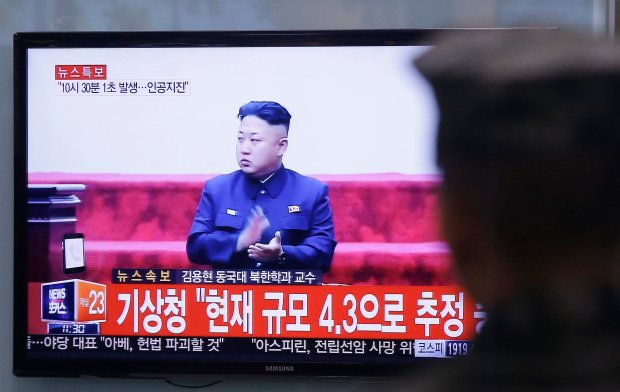 뉴스특보
"10시 30분 1초 발생…인공지진"
뉴스속보 김용현 동국대 북한학과 교수
NEWS 23
11:30
기상청 "현재 규모 4.3으로 추정
야당 대표 "아베, 헌법 파괴할 것" "아스피린, 전립선암 사망 위 코스피 1919
SAMSUNG